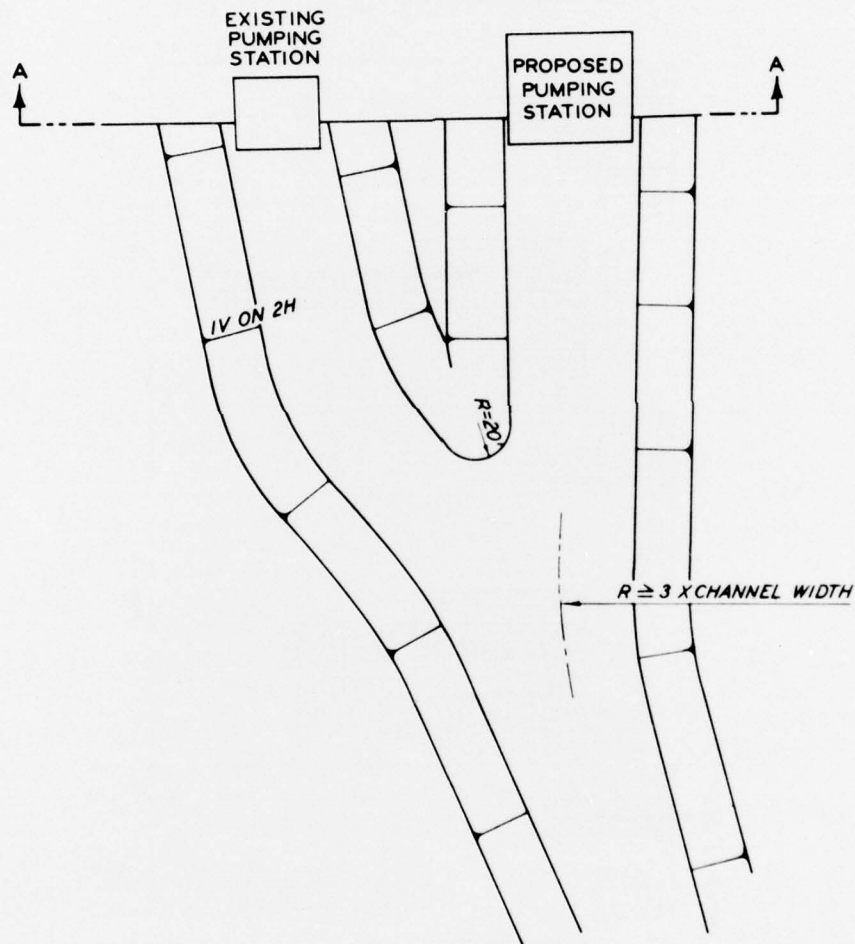 EXISTING
PUMPING
STATION
A
PROPOSED
PUMPING
STATION
A
1V ON 2H
R=20'
R ≥ 3 X CHANNEL WIDTH